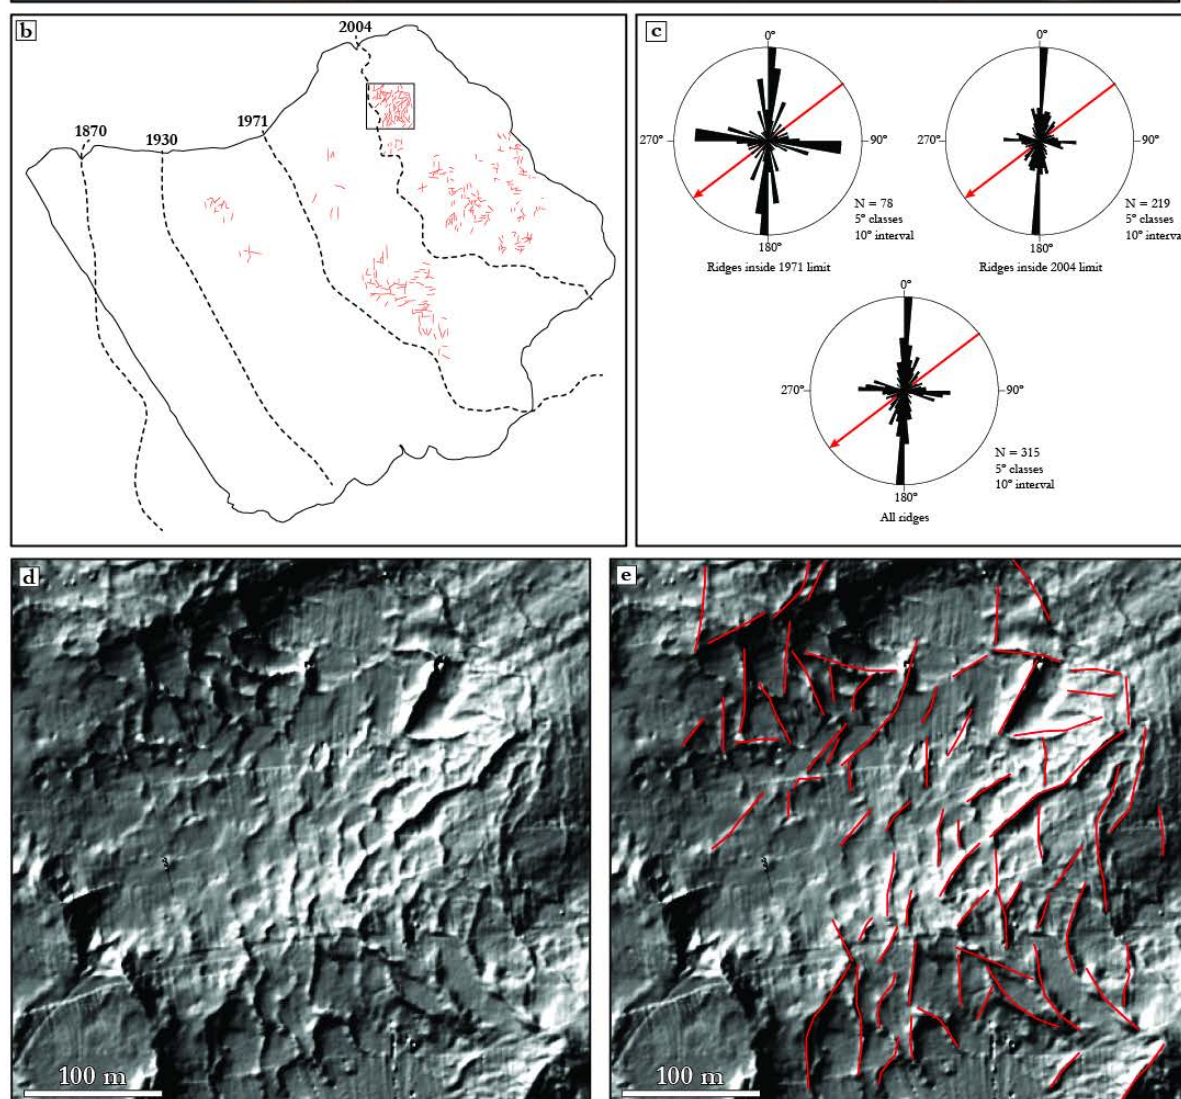 b
2004
1971
1930
1870
c
0°
270°
90°
180°
N = 78
5° classes
10° interval
Ridges inside 1971 limit
0°
270°
90°
180°
N = 219
5° classes
10° interval
Ridges inside 2004 limit
0°
270°
90°
180°
N = 315
5° classes
10° interval
All ridges
d
100 m
e
100 m